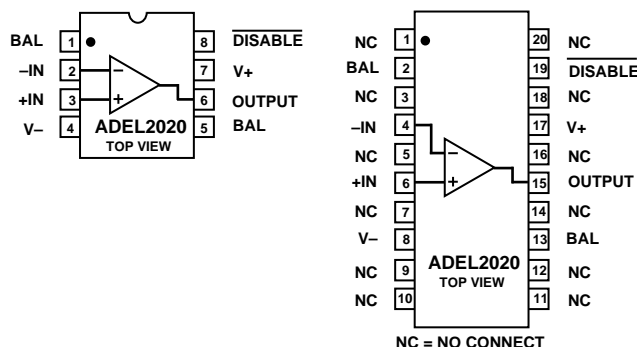 BAL 1 8 DISABLE
–IN 2 – 7 V+
+IN 3 + 6 OUTPUT
V– 4 ADEL2020 5 BAL
TOP VIEW
NC 1 20 NC
BAL 2 19 DISABLE
NC 3 18 NC
–IN 4 17 V+
NC 5 – 16 NC
+IN 6 + 15 OUTPUT
NC 7 14 NC
V– 8 13 BAL
NC 9 ADEL2020 12 NC
TOP VIEW
NC 10 11 NC
NC = NO CONNECT